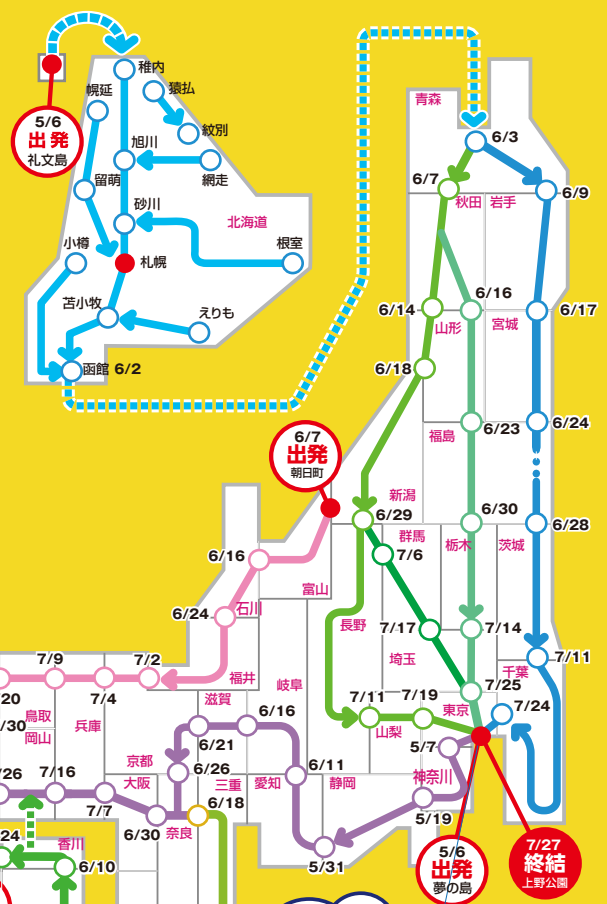 5/6
出発
礼文島
稚内
猿払
幌延
紋別
旭川
網走
留萌
砂川
北海道
小樽
札幌
根室
苫小牧
えりも
函館 6/2
青森
6/3
6/7
秋田
岩手
6/9
6/14
6/16
6/17
山形
宮城
6/18
6/23
6/24
福島
6/7
出発
朝日町
新潟
6/29
6/30
6/28
群馬
栃木
茨城
7/6
6/16
富山
石川
6/24
長野
7/17
7/14
埼玉
7/11
千葉
7/9
7/2
福井
岐阜
7/25
20
7/4
滋賀
7/11
7/19
東京
7/24
鳥取
兵庫
6/16
山梨
/30
岡山
6/21
5/7
京都
6/26
6/11
神奈川
/26
7/16
大阪
三重
愛知
静岡
7/7
6/18
5/19
6/30
奈良
24
香川
6/10
5/31
5/6
出発
夢の島
7/27
終結
上野公園